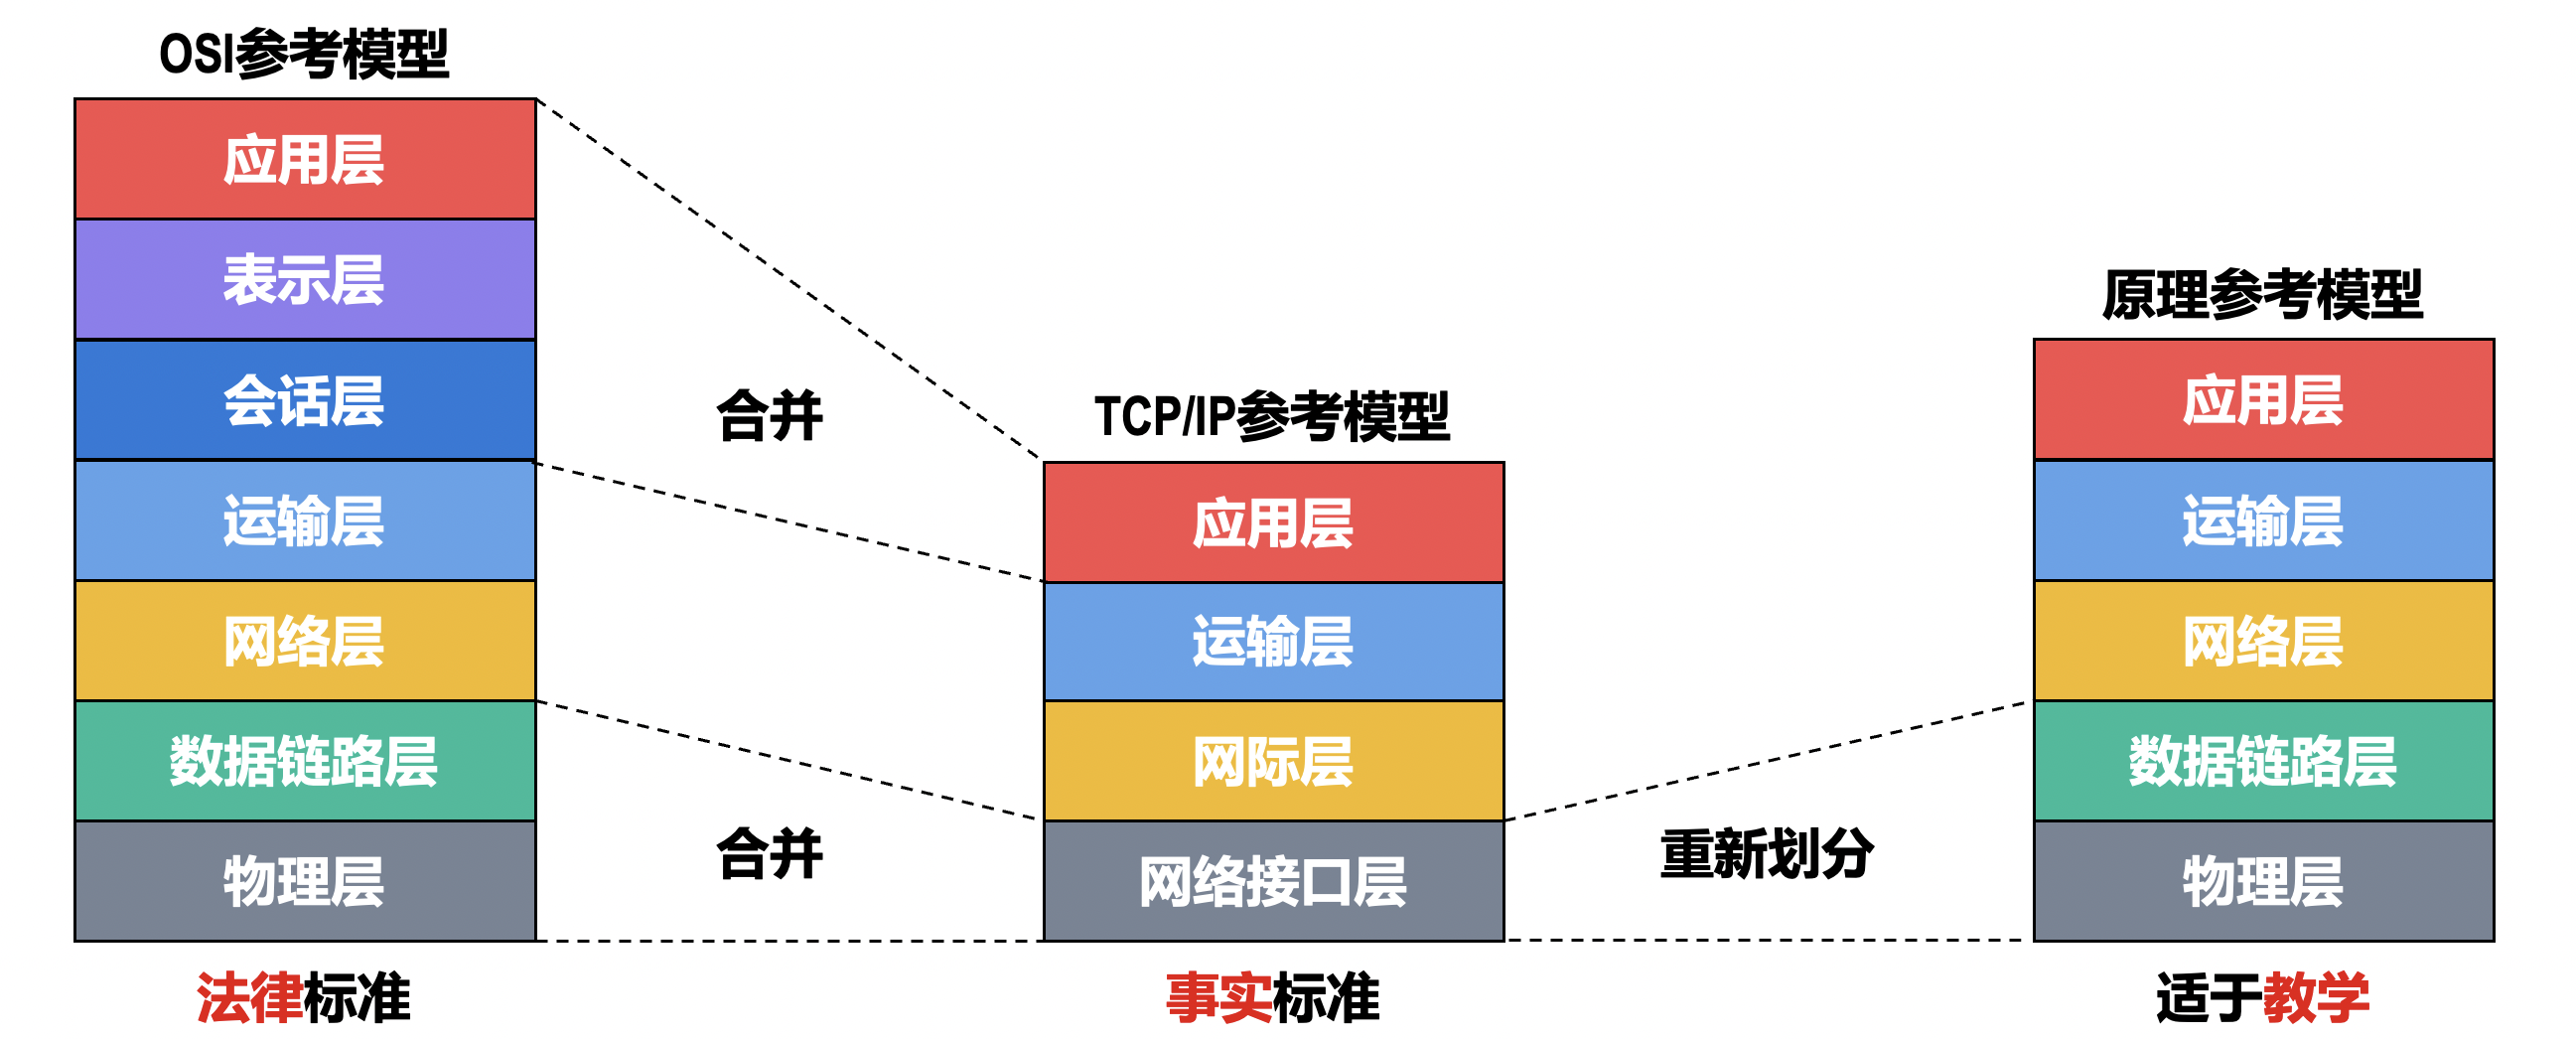 OSI参考模型
应用层
表示层
会话层
运输层
网络层
数据链路层
物理层
法律标准
合并
合并
TCP/IP参考模型
应用层
运输层
网际层
网络接口层
事实标准
重新划分
原理参考模型
应用层
运输层
网络层
数据链路层
物理层
适于教学